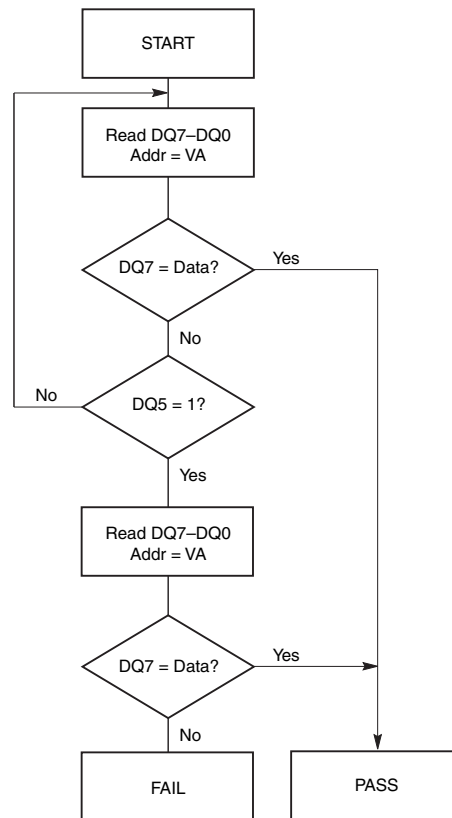 START
Read DQ7–DQ0
Addr = VA
DQ7 = Data?
Yes
No
No
DQ5 = 1?
Yes
Read DQ7–DQ0
Addr = VA
DQ7 = Data?
Yes
No
FAIL
PASS